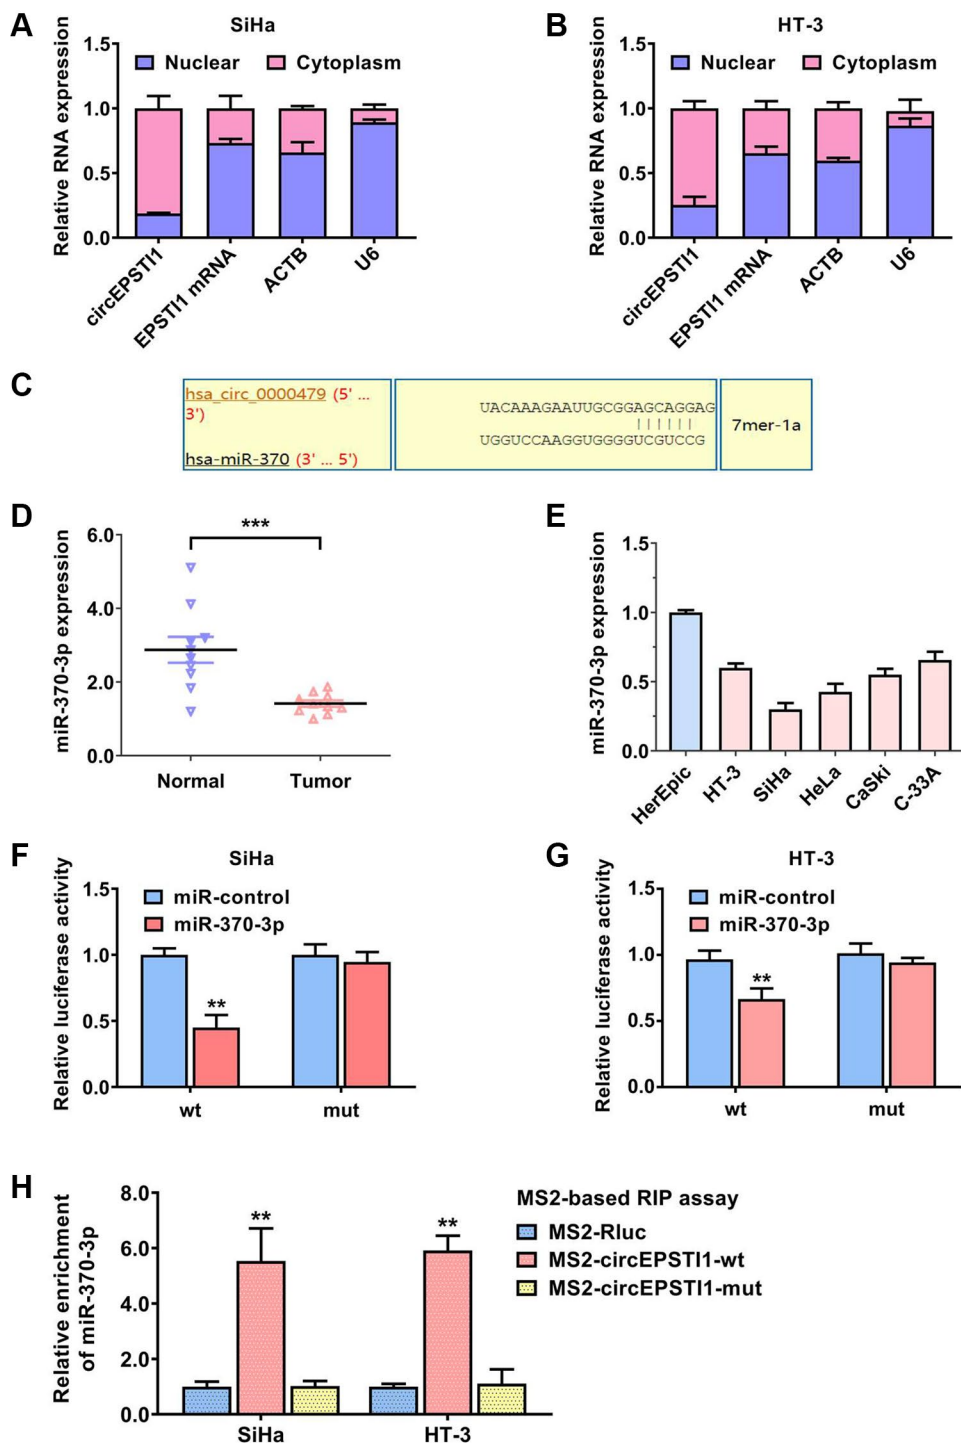 A
SiHa
Relative RNA expression
1.5
1.0
0.5
0.0
Nuclear
Cytoplasm
circEPSTI1
EPSTI1 mRNA
ACTB
U6
B
HT-3
Relative RNA expression
1.5
1.0
0.5
0.0
Nuclear
Cytoplasm
circEPSTI1
EPSTI1 mRNA
ACTB
U6
C
hsa_circ_0000479 (5' ...
3')
hsa-miR-370 (3' ... 5')
UACAAAGAAUUGCGGAGCAGGAG
||||||
UGGUCCAAGGUGGGGUCGUCCG
7mer-1a
D
miR-370-3p expression
6.0
4.0
2.0
0.0
***
Normal
Tumor
E
miR-370-3p expression
1.5
1.0
0.5
0.0
HerEpic
HT-3
SiHa
HeLa
CaSki
C-33A
F
SiHa
Relative luciferase activity
1.5
1.0
0.5
0.0
miR-control
miR-370-3p
**
wt
mut
G
HT-3
Relative luciferase activity
1.5
1.0
0.5
0.0
miR-control
miR-370-3p
**
wt
mut
H
Relative enrichment
of miR-370-3p
8.0
6.0
4.0
2.0
0.0
**
**
SiHa
HT-3
MS2-based RIP assay
MS2-Rluc
MS2-circEPSTI1-wt
MS2-circEPSTI1-mut